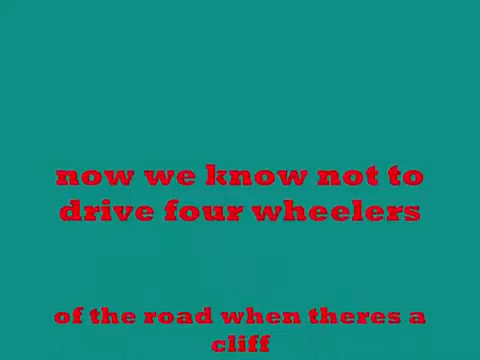 now we know not to
drive four wheelers
of the road when theres a
cliff